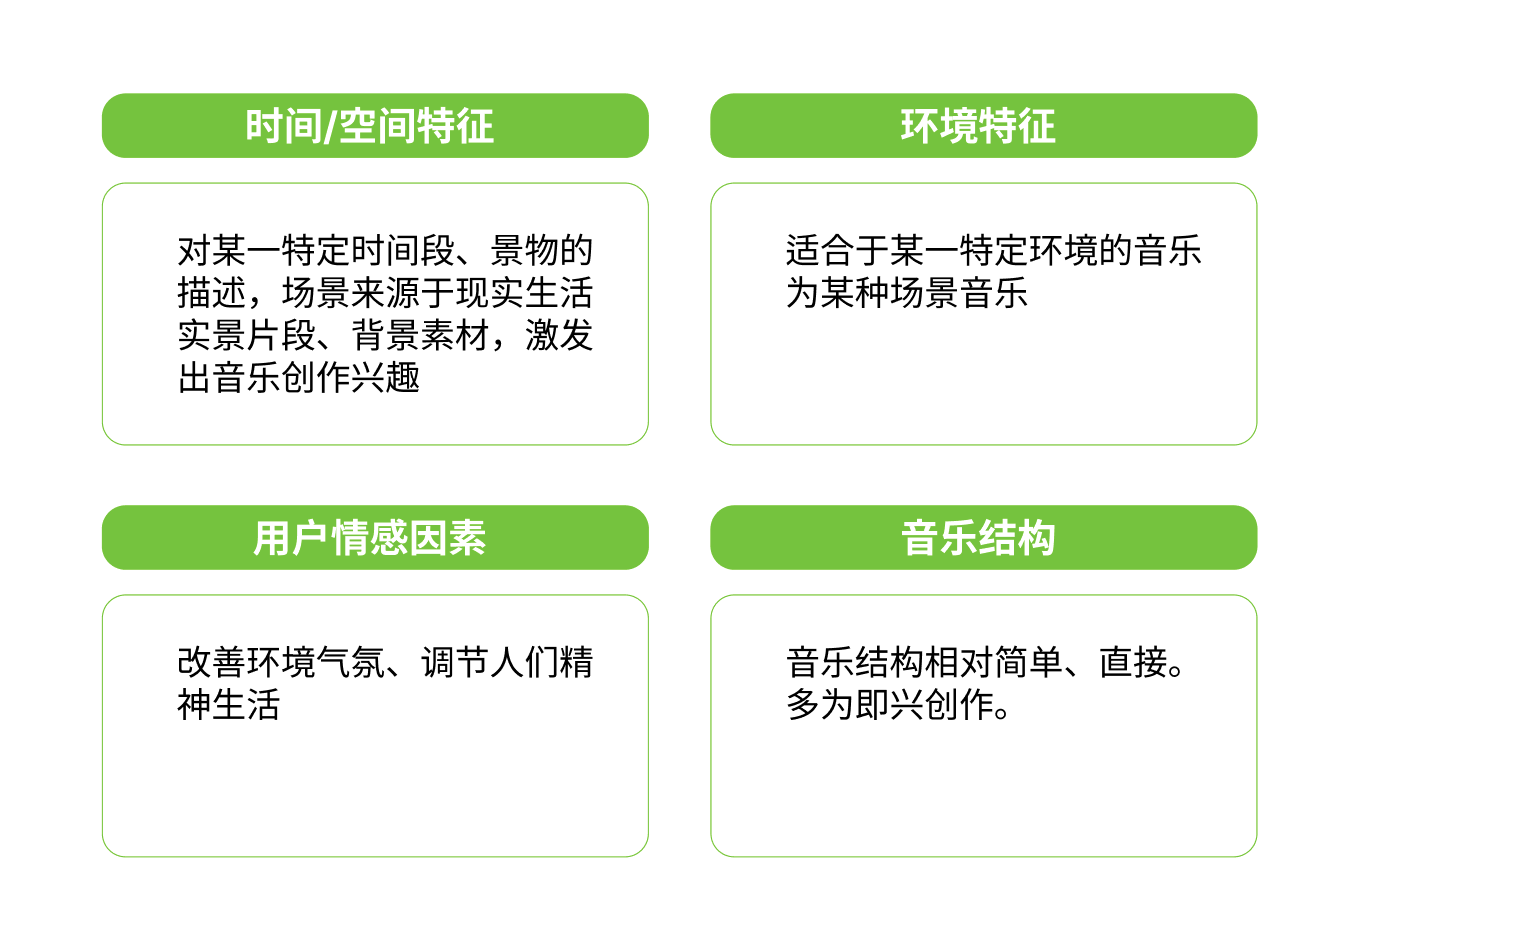 时间/空间特征
对某一特定时间段、景物的
描述，场景来源于现实生活
实景片段、背景素材，激发
出音乐创作兴趣
环境特征
适合于某一特定环境的音乐
为某种场景音乐
用户情感因素
改善环境气氛、调节人们精
神生活
音乐结构
音乐结构相对简单、直接。
多为即兴创作。